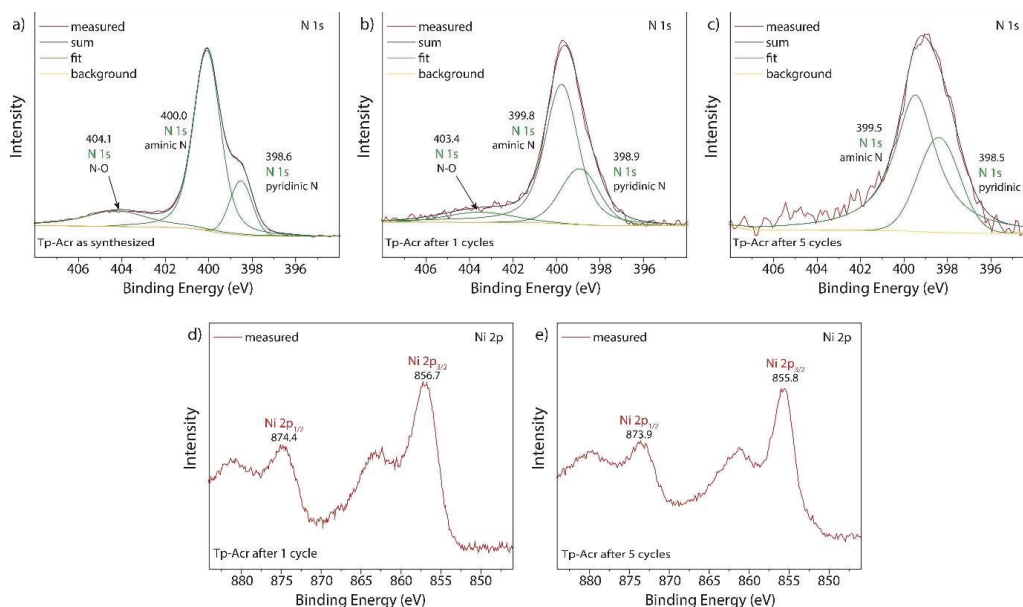 a)
measured
sum
fit
background
N 1s
404.1
N 1s
N-O
400.0
N 1s
aminic N
398.6
N 1s
pyridinic N
Tp-Acr as synthesized
Intensity
406 404 402 400 398 396
Binding Energy (eV)
b)
measured
sum
fit
background
N 1s
403.4
N 1s
N-O
399.8
N 1s
aminic N
398.9
N 1s
pyridinic N
Tp-Acr after 1 cycles
Intensity
406 404 402 400 398 396
Binding Energy (eV)
c)
measured
sum
fit
background
N 1s
399.5
N 1s
aminic N
398.5
N 1s
pyridinic
Tp-Acr after 5 cycles
Intensity
406 404 402 400 398 396
Binding Energy (eV)
d)
measured
Ni 2p
Ni 2p3/2
856.7
Ni 2p1/2
874.4
Tp-Acr after 1 cycle
Intensity
880 875 870 865 860 855 850
Binding Energy (eV)
e)
measured
Ni 2p
Ni 2p3/2
855.8
Ni 2p1/2
873.9
Tp-Acr after 5 cycles
Intensity
880 875 870 865 860 855 850
Binding Energy (eV)